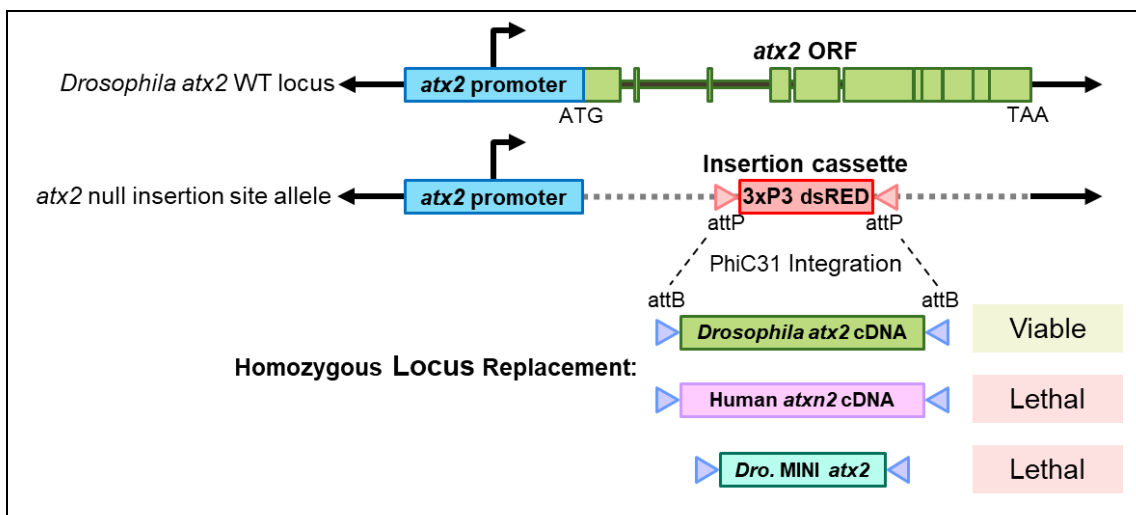 atx2 ORF
Drosophila atx2 WT locus
atx2 promoter
ATG
TAA
Insertion cassette
atx2 null insertion site allele
atx2 promoter
3xP3 dsRED
attP
attP
PhiC31 Integration
attB
attB
Drosophila atx2 cDNA
Viable
Homozygous Locus Replacement:
Human atxn2 cDNA
Lethal
Dro. MINI atx2
Lethal